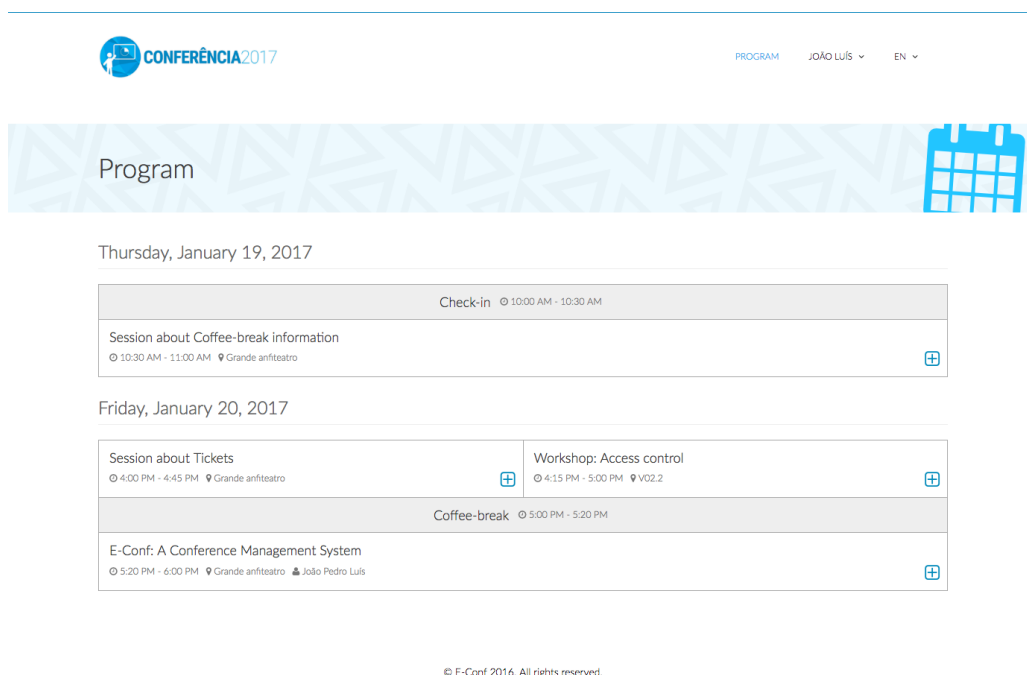 CONFERÊNCIA2017
PROGRAM JOÃO LUÍS EN
Program
Thursday, January 19, 2017
Check-in 10:00 AM - 10:30 AM
Session about Coffee-break information
10:30 AM - 11:00 AM Grande anfiteatro
Friday, January 20, 2017
Session about Tickets
4:00 PM - 4:45 PM Grande anfiteatro
Workshop: Access control
4:15 PM - 5:00 PM V02.2
Coffee-break 5:00 PM - 5:20 PM
E-Conf: A Conference Management System
5:20 PM - 6:00 PM Grande anfiteatro João Pedro Luís
© E-Conf 2016. All rights reserved.